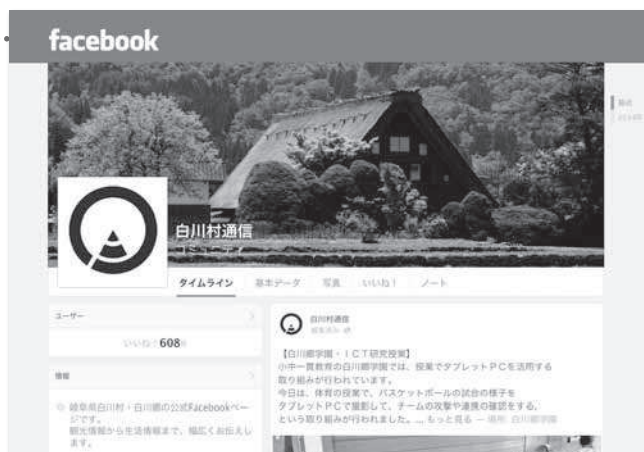 facebook
白川村通信
コミュニティ
タイムライン 基本データ 写真 いいね! ノート
ユーザー
いいね!608件
情報
岐阜県白川村・白川郷の公式Facebookペー
ジです。
観光情報から生活情報まで、幅広くお伝えし
ます。
白川村通信
【白川郷学園・ICT研究授業】
小中一貫教育の白川郷学園では、授業でタブレットPCを活用する
取り組みが行われています。
今日は、体育の授業で、バスケットボールの試合の様子を
タブレットPCで撮影して、チームの攻撃や連携の確認をする、
という取り組みが行われました。... もっと見る — 場所: 白川郷学園